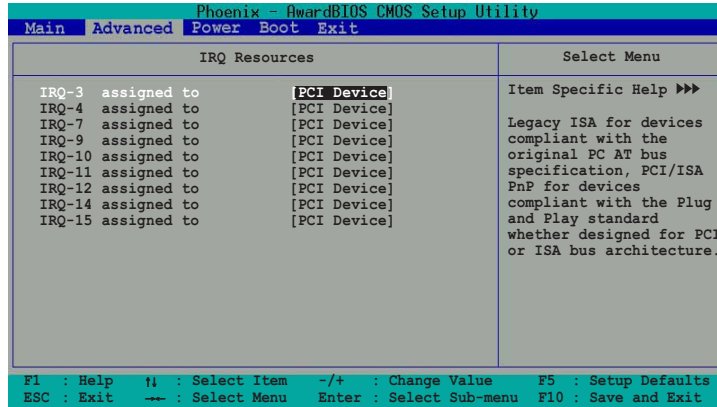 Phoenix - AwardBIOS CMOS Setup Utility
Main Advanced Power Boot Exit
IRQ Resources
Select Menu
IRQ-3 assigned to [PCI Device]
IRQ-4 assigned to [PCI Device]
IRQ-7 assigned to [PCI Device]
IRQ-9 assigned to [PCI Device]
IRQ-10 assigned to [PCI Device]
IRQ-11 assigned to [PCI Device]
IRQ-12 assigned to [PCI Device]
IRQ-14 assigned to [PCI Device]
IRQ-15 assigned to [PCI Device]
Item Specific Help ▶▶▶
Legacy ISA for devices
compliant with the
original PC AT bus
specification, PCI/ISA
PnP for devices
compliant with the Plug
and Play standard
whether designed for PCI
or ISA bus architecture.
F1 : Help ↑↓ : Select Item -/+ : Change Value F5 : Setup Defaults
ESC : Exit →← : Select Menu Enter : Select Sub-menu F10 : Save and Exit